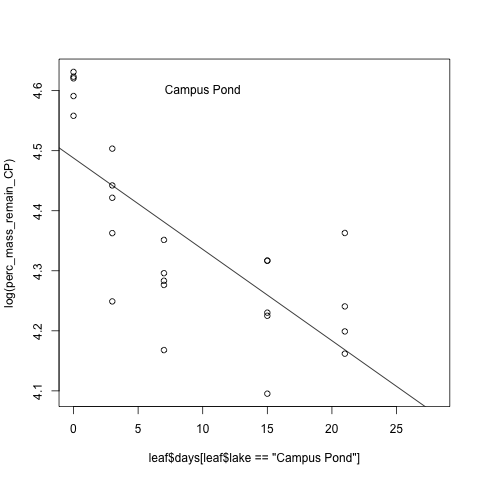 Campus Pond
log(perc_mass_remain_CP)
4.6
4.5
4.4
4.3
4.2
4.1
0 5 10 15 20 25
leaf$days[leaf$lake == "Campus Pond"]